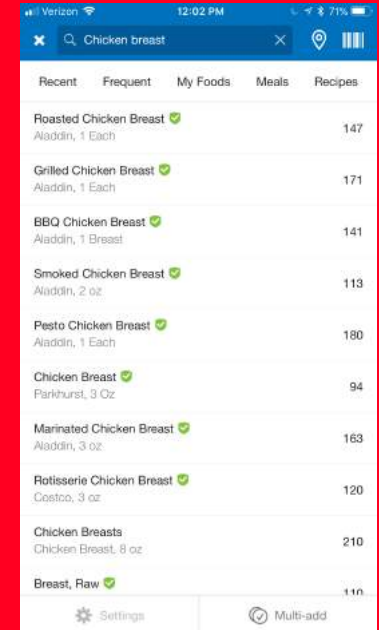 Verizon 12:02 PM 71%
Chicken breast
Recent Frequent My Foods Meals Recipes
Roasted Chicken Breast
Aladdin, 1 Each
147
Grilled Chicken Breast
Aladdin, 1 Each
171
BBQ Chicken Breast
Aladdin, 1 Breast
141
Smoked Chicken Breast
Aladdin, 2 oz
113
Pesto Chicken Breast
Aladdin, 1 Each
180
Chicken Breast
Parkhurst, 3 Oz
94
Marinated Chicken Breast
Aladdin, 3 oz
163
Rotisserie Chicken Breast
Costco, 3 oz
120
Chicken Breasts
Chicken Breast, 8 oz
210
Breast, Raw
110
Settings Multi-add